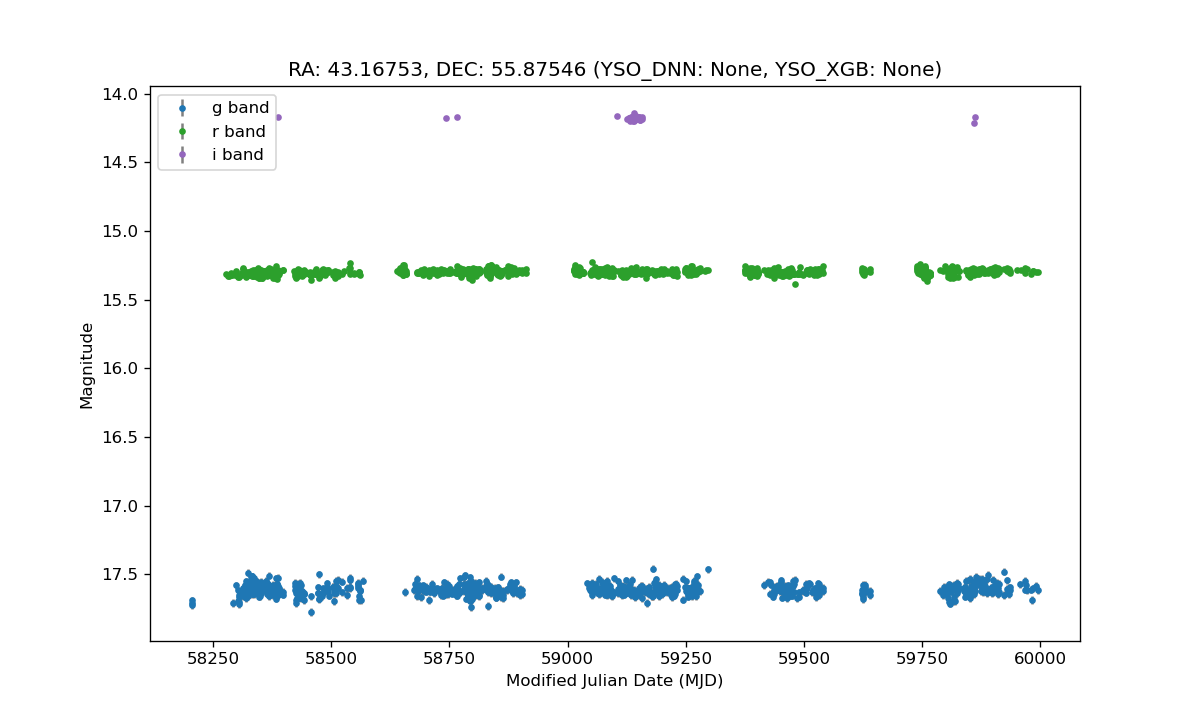 RA: 43.16753, DEC: 55.87546 (YSO_DNN: None, YSO_XGB: None)
g band
r band
i band
Magnitude
14.0
14.5
15.0
15.5
16.0
16.5
17.0
17.5
58250 58500 58750 59000 59250 59500 59750 60000
Modified Julian Date (MJD)